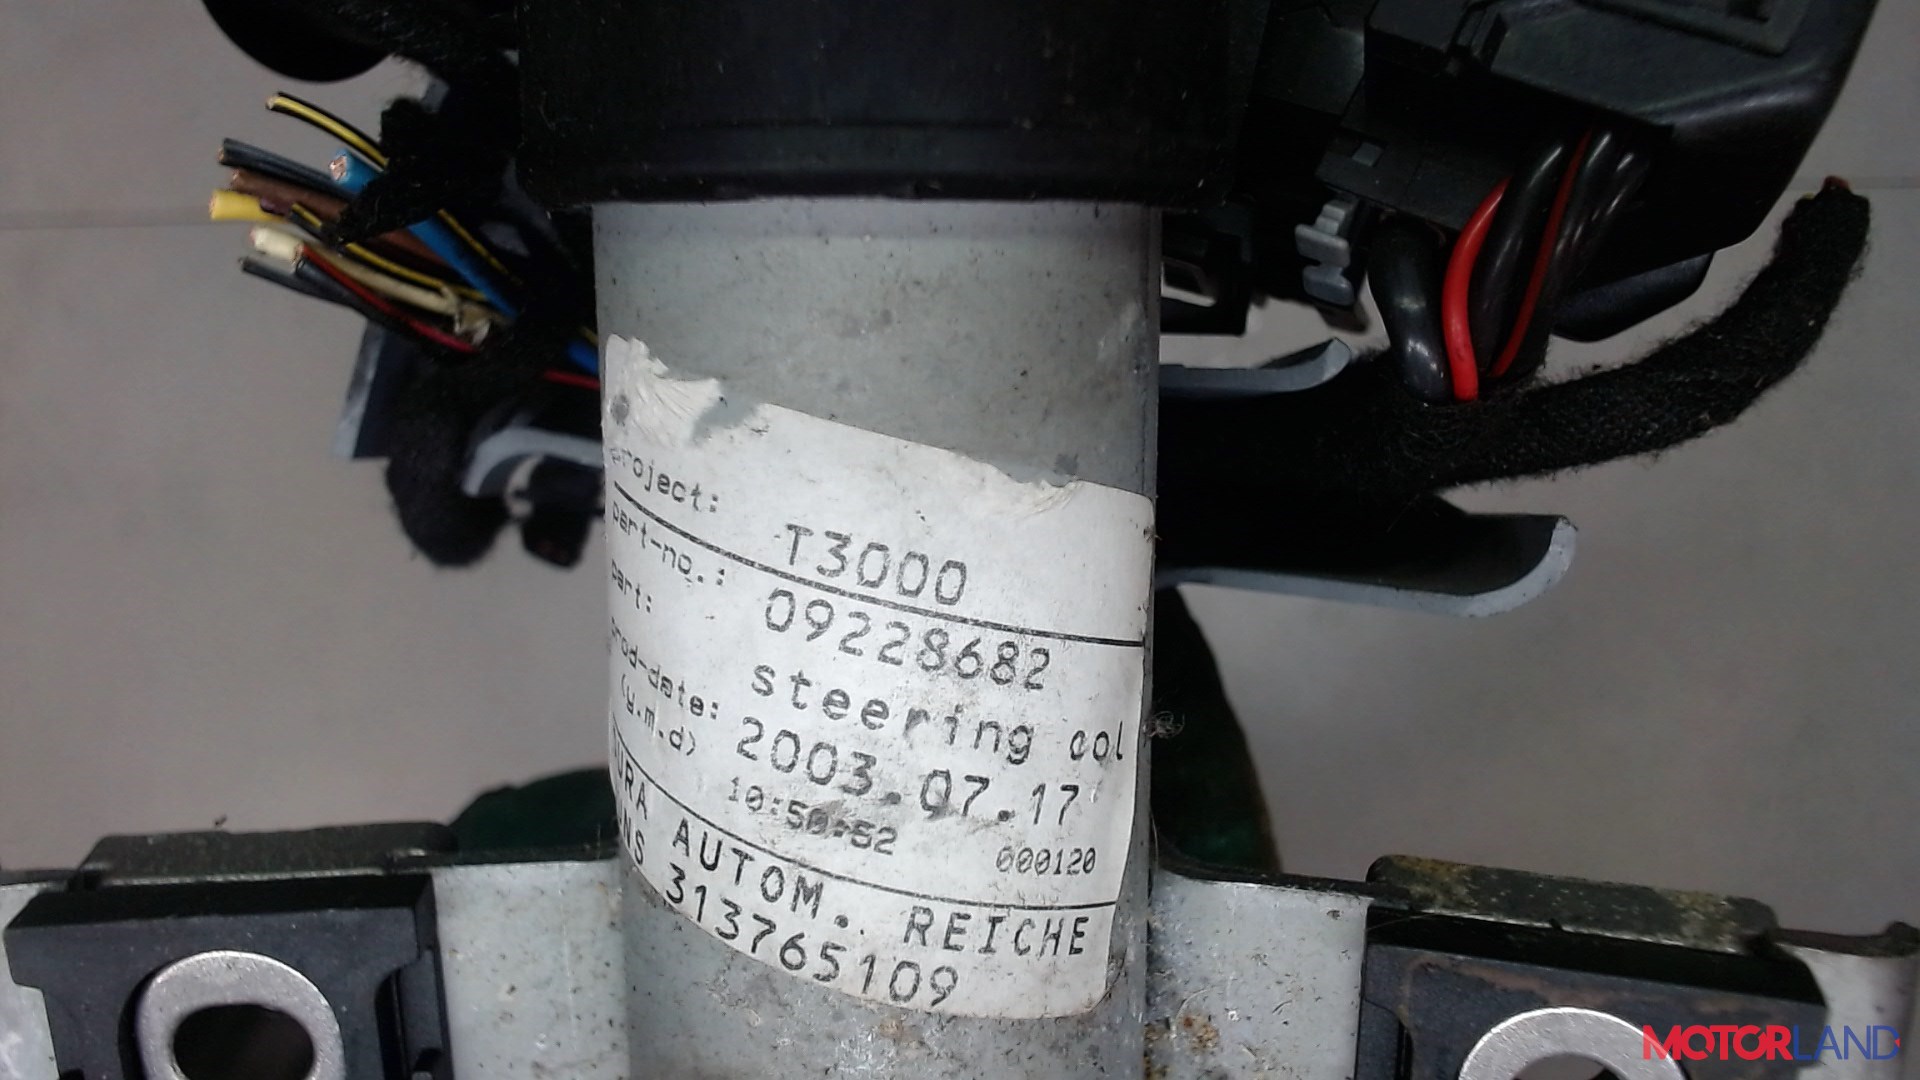 project: T3000
part-no.: 09228682
part: steering col
prod-date: 2003.07.17
(y.m.d) 10:50:52 000120
AUTOM. REICHE
313765109
MOTORLAND